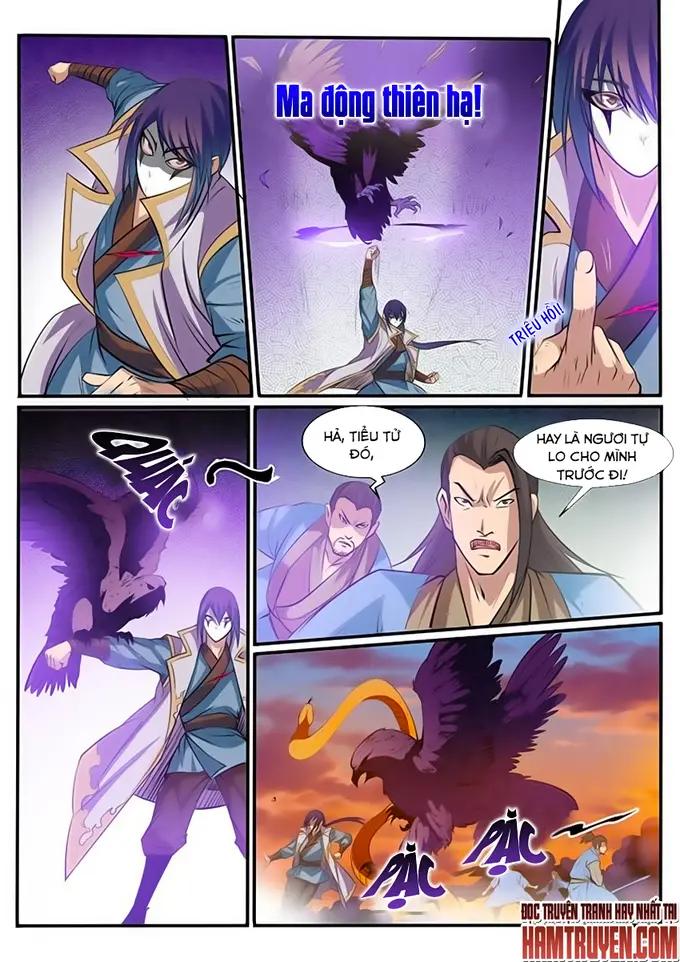 Ma động thiên hạ!
TRIỆU HỒI!
QUÁC
~
HẢ, TIỂU TỬ
ĐÓ,
HAY LÀ NGƯƠI TỰ
LO CHO MÌNH
TRƯỚC ĐI!
PẶC
PẶC
ĐỌC TRUYỆN TRANH HAY NHẤT TẠI
HAMTRUYEN.COM